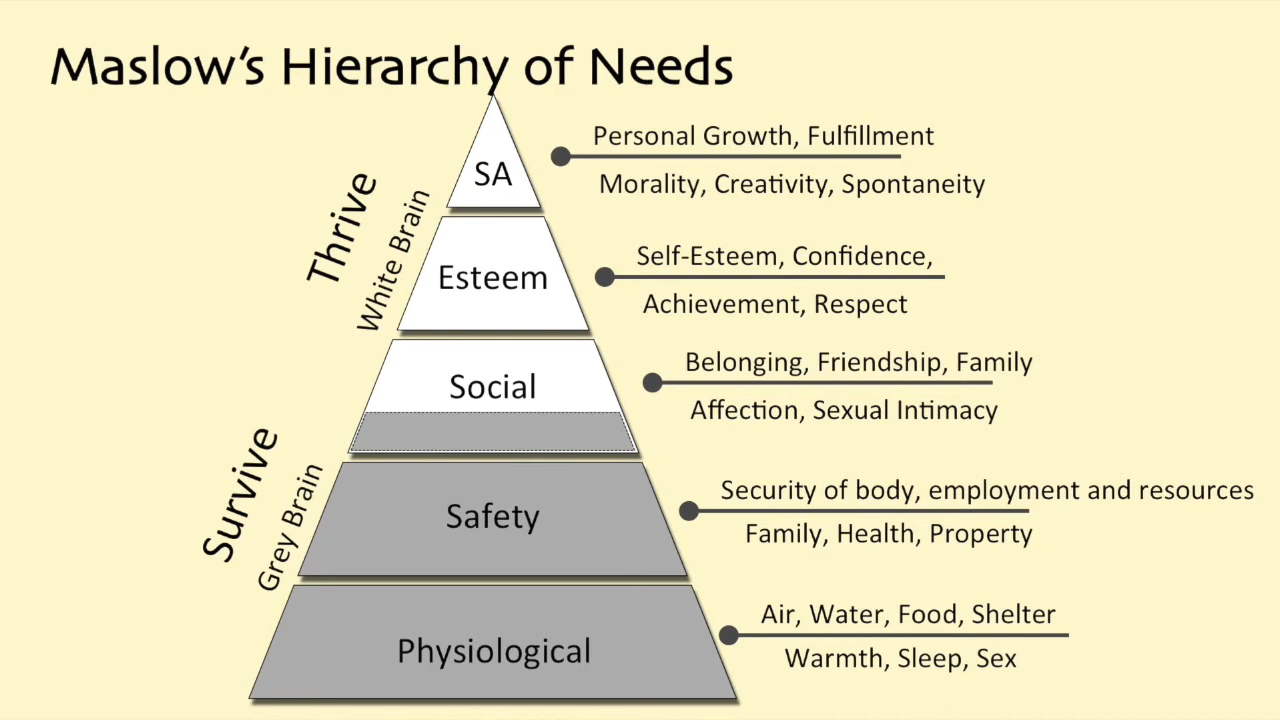 Maslow's Hierarchy of Needs
SA
Personal Growth, Fulfillment
Morality, Creativity, Spontaneity
Thrive
White Brain
Esteem
Self-Esteem, Confidence,
Achievement, Respect
Social
Belonging, Friendship, Family
Affection, Sexual Intimacy
Survive
Grey Brain
Safety
Security of body, employment and resources
Family, Health, Property
Physiological
Air, Water, Food, Shelter
Warmth, Sleep, Sex